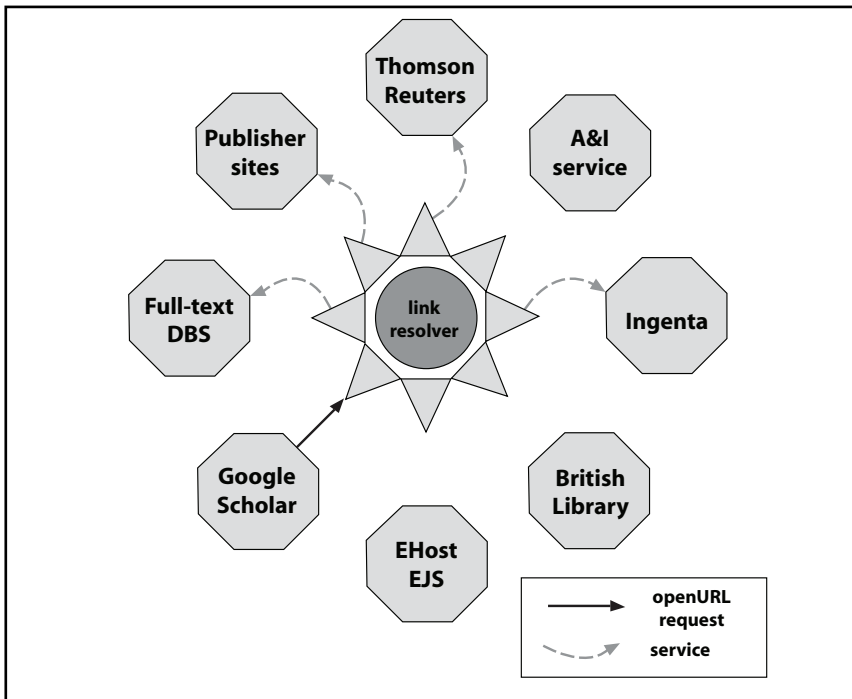 Thomson
Reuters
A&I
service
Publisher
sites
Full-text
DBS
link
resolver
Ingenta
Google
Scholar
British
Library
EHost
EJS
openURL
request
service